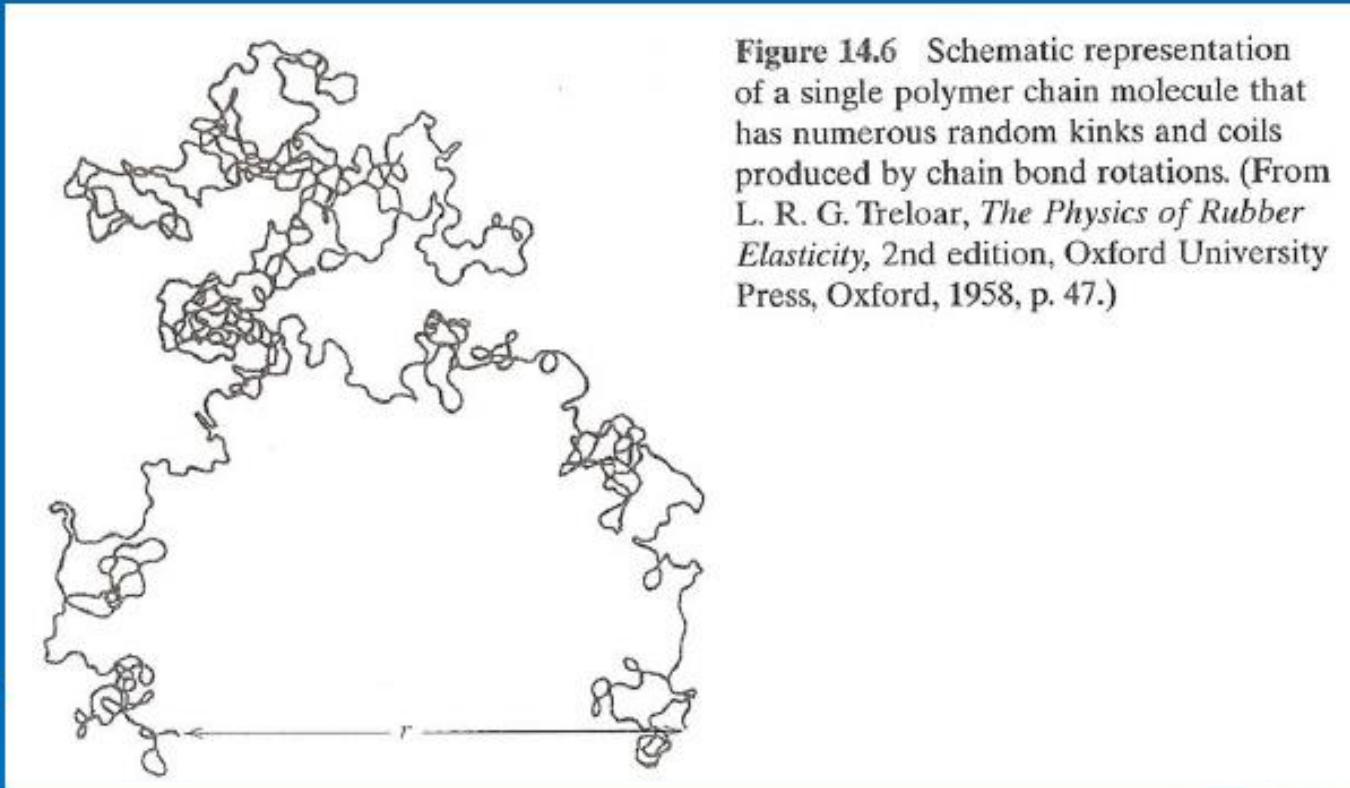 Figure 14.6 Schematic representation
of a single polymer chain molecule that
has numerous random kinks and coils
produced by chain bond rotations. (From
L. R. G. Treloar, The Physics of Rubber
Elasticity, 2nd edition, Oxford University
Press, Oxford, 1958, p. 47.)
r